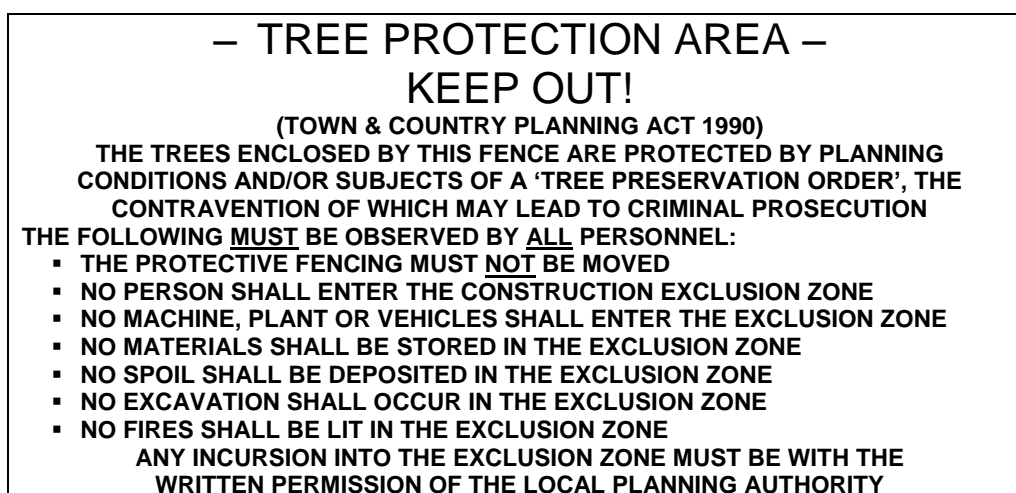 – TREE PROTECTION AREA –
KEEP OUT!
(TOWN & COUNTRY PLANNING ACT 1990)
THE TREES ENCLOSED BY THIS FENCE ARE PROTECTED BY PLANNING
CONDITIONS AND/OR SUBJECTS OF A ‘TREE PRESERVATION ORDER’, THE
CONTRAVENTION OF WHICH MAY LEAD TO CRIMINAL PROSECUTION
THE FOLLOWING MUST BE OBSERVED BY ALL PERSONNEL:
▪ THE PROTECTIVE FENCING MUST NOT BE MOVED
▪ NO PERSON SHALL ENTER THE CONSTRUCTION EXCLUSION ZONE
▪ NO MACHINE, PLANT OR VEHICLES SHALL ENTER THE EXCLUSION ZONE
▪ NO MATERIALS SHALL BE STORED IN THE EXCLUSION ZONE
▪ NO SPOIL SHALL BE DEPOSITED IN THE EXCLUSION ZONE
▪ NO EXCAVATION SHALL OCCUR IN THE EXCLUSION ZONE
▪ NO FIRES SHALL BE LIT IN THE EXCLUSION ZONE
ANY INCURSION INTO THE EXCLUSION ZONE MUST BE WITH THE
WRITTEN PERMISSION OF THE LOCAL PLANNING AUTHORITY